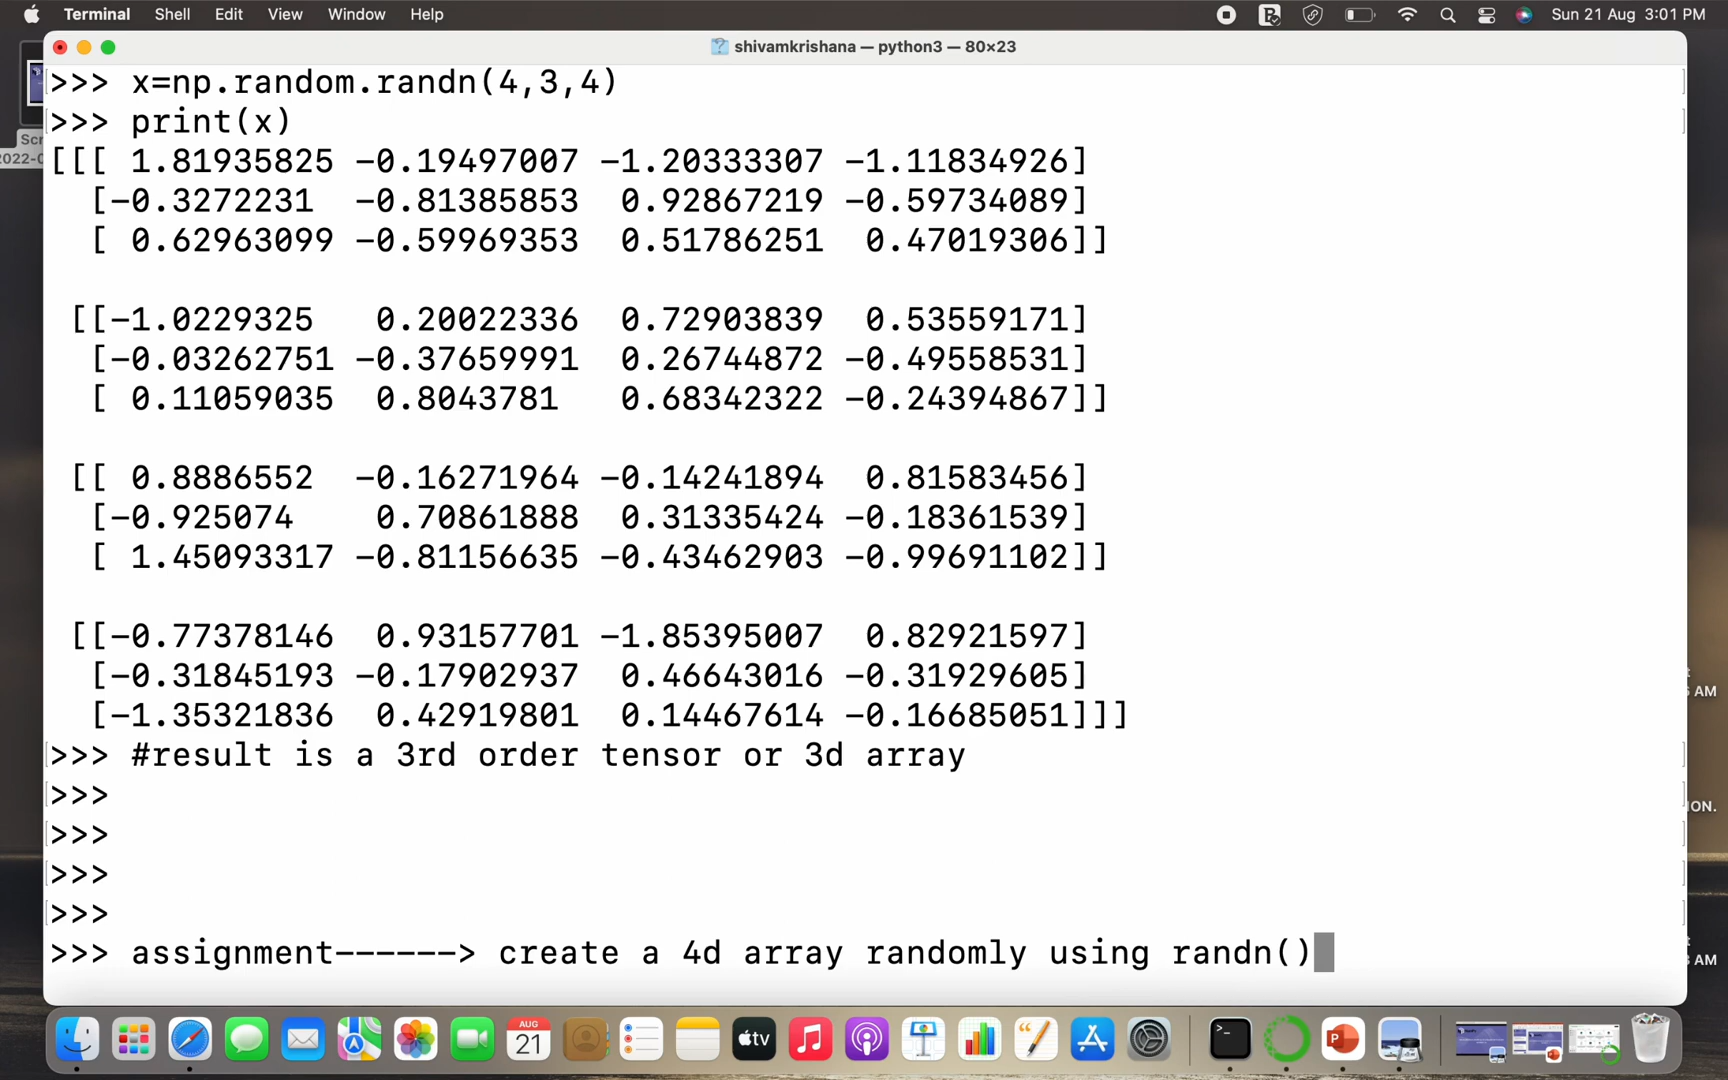 Terminal Shell Edit View Window Help Sun 21 Aug 3:01 PM
shivamkrishana — python3 — 80×23
>>> x=np.random.randn(4,3,4)
>>> print(x)
[[[ 1.81935825 -0.19497007 -1.20333307 -1.11834926]
  [-0.3272231  -0.81385853  0.92867219 -0.59734089]
  [ 0.62963099 -0.59969353  0.51786251  0.47019306]]
 [[-1.0229325   0.20022336  0.72903839  0.53559171]
  [-0.03262751 -0.37659991  0.26744872 -0.49558531]
  [ 0.11059035  0.8043781   0.68342322 -0.24394867]]
 [[ 0.8886552  -0.16271964 -0.14241894  0.81583456]
  [-0.925074    0.70861888  0.31335424 -0.18361539]
  [ 1.45093317 -0.81156635 -0.43462903 -0.99691102]]
 [[-0.77378146  0.93157701 -1.85395007  0.82921597]
  [-0.31845193 -0.17902937  0.46643016 -0.31929605]
  [-1.35321836  0.42919801  0.14467614 -0.16685051]]]
>>> #result is a 3rd order tensor or 3d array
>>>
>>>
>>>
>>>
>>> assignment------> create a 4d array randomly using randn()
AM
ION.
AM
AUG
21
tv